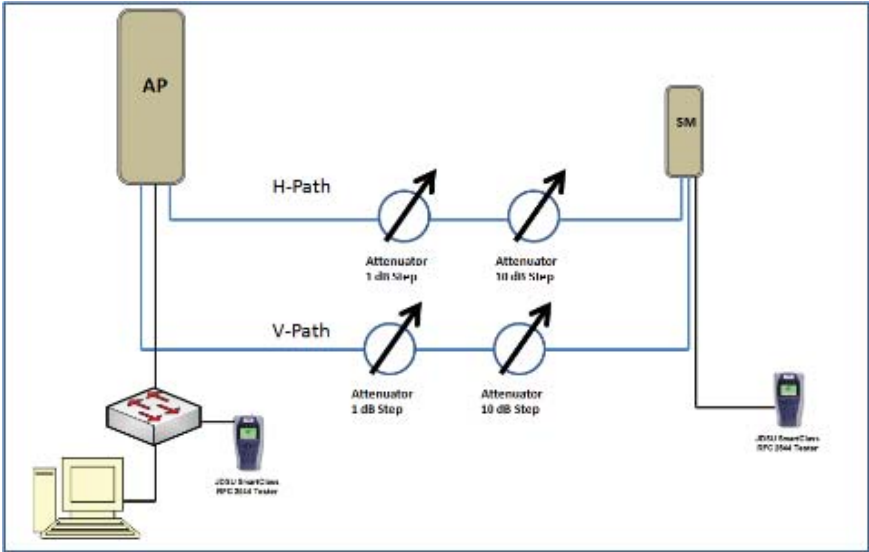 AP
SM
H-Path
Attenuator
1 dB Step
Attenuator
10 dB Step
V-Path
Attenuator
1 dB Step
Attenuator
10 dB Step
JDSU SmartClass
RFC 2544 Tester
JDSU SmartClass
RFC 2544 Tester